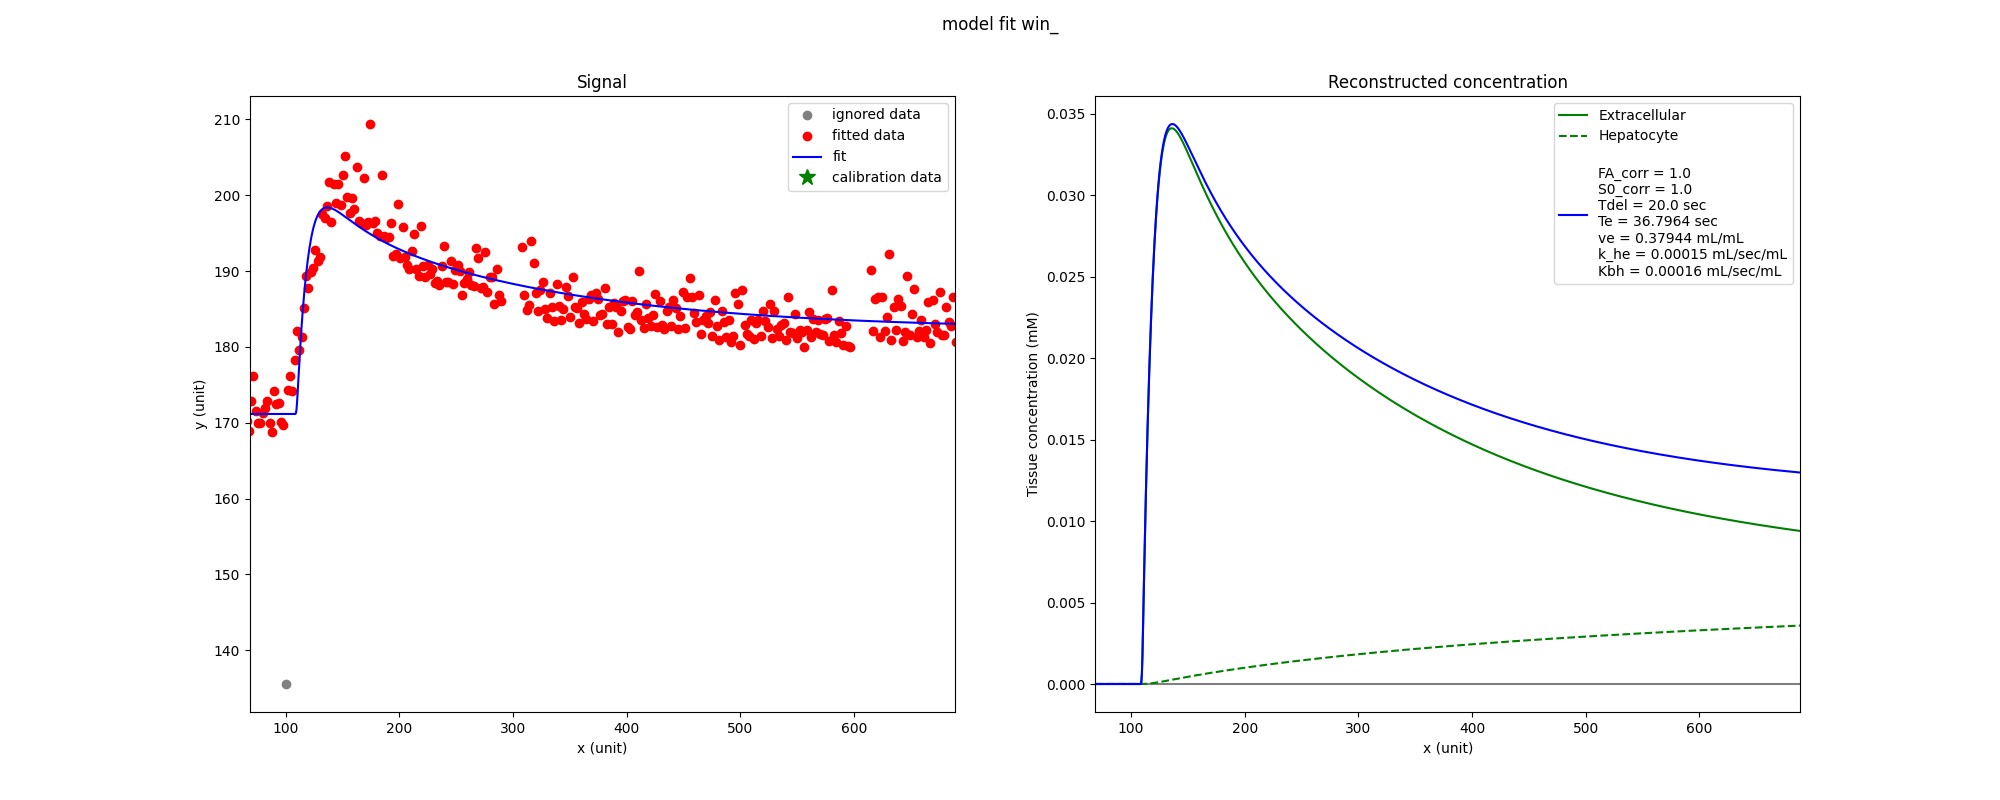 model fit win_
Signal
210
200
190
180
170
160
150
140
y (unit)
100
200
300
400
500
600
x (unit)
ignored data
fitted data
fit
calibration data
Reconstructed concentration
0.035
0.030
0.025
0.020
0.015
0.010
0.005
0.000
Tissue concentration (mM)
100
200
300
400
500
600
x (unit)
Extracellular
Hepatocyte
FA_corr = 1.0
S0_corr = 1.0
Tdel = 20.0 sec
Te = 36.7964 sec
ve = 0.37944 mL/mL
k_he = 0.00015 mL/sec/mL
Kbh = 0.00016 mL/sec/mL